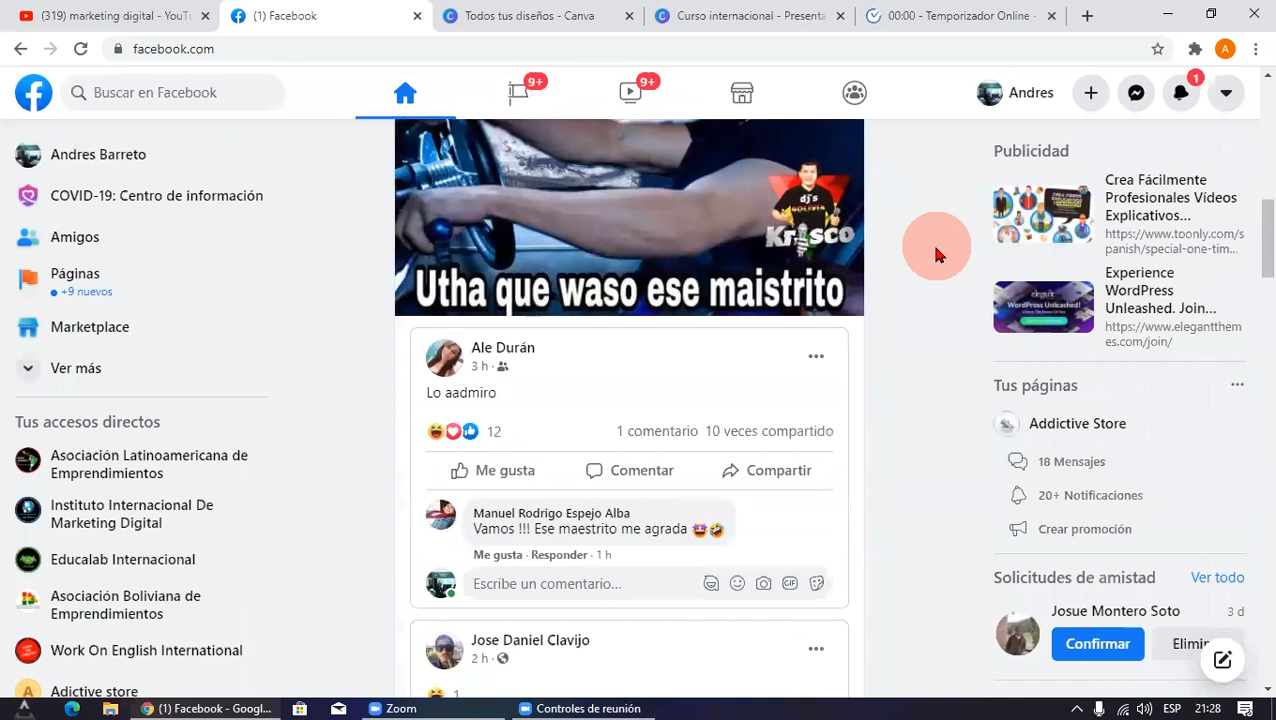 (319) marketing digital - YouTu
(1) Facebook
Todos tus diseños - Canva
Curso internacional - Presenta
00:00 - Temporizador Online -
facebook.com
A
Buscar en Facebook
9+
9+
Andres
1
Andres Barreto
COVID-19: Centro de información
Amigos
Páginas
+9 nuevos
Marketplace
Ver más
Tus accesos directos
Asociación Latinoamericana de
Emprendimientos
Instituto Internacional De
Marketing Digital
Educalab Internacional
Asociación Boliviana de
Emprendimientos
Work On English International
Adictive store
dj's
BOLIVIA
Krisco
Utha que waso ese maistrito
Ale Durán
3 h ·
Lo aadmiro
12
1 comentario 10 veces compartido
Me gusta
Comentar
Compartir
Manuel Rodrigo Espejo Alba
Vamos !!! Ese maestrito me agrada
Me gusta · Responder · 1 h
Escribe un comentario...
GIF
Jose Daniel Clavijo
2 h ·
1
Publicidad
Crea Fácilmente
Profesionales Vídeos
Explicativos...
https://www.toonly.com/s
panish/special-one-tim...
Experience
WordPress
Unleashed. Join...
https://www.elegantthem
es.com/join/
Tus páginas
Addictive Store
18 Mensajes
20+ Notificaciones
Crear promoción
Solicitudes de amistad
Ver todo
Josue Montero Soto
3 d
Confirmar
Elimin
(1) Facebook - Googl...
Zoom
Controles de reunión
ESP
21:28